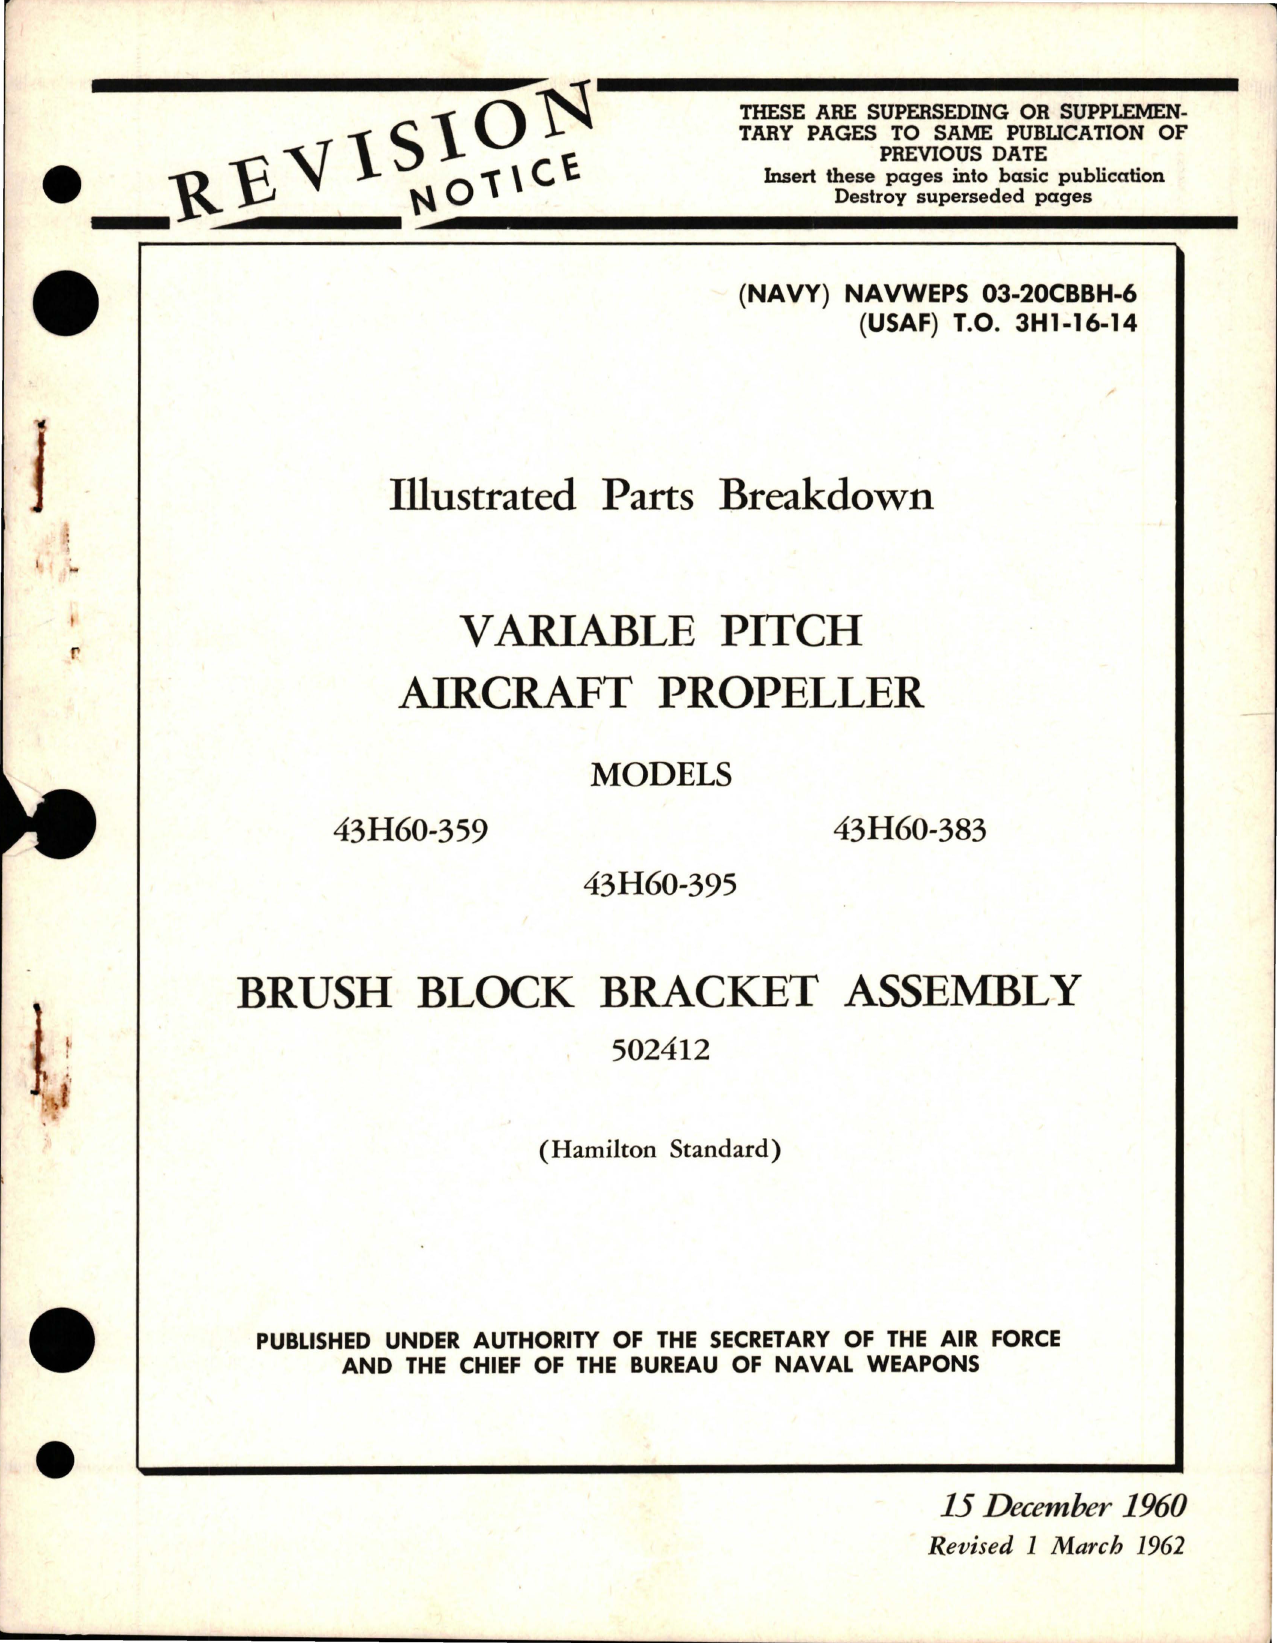 REVISION
NOTICE
THESE ARE SUPERSEDING OR SUPPLEMEN-
TARY PAGES TO SAME PUBLICATION OF
PREVIOUS DATE
Insert these pages into basic publication
Destroy superseded pages
(NAVY) NAVWEPS 03-20CBBH-6
(USAF) T.O. 3H1-16-14
Illustrated Parts Breakdown
VARIABLE PITCH
AIRCRAFT PROPELLER
MODELS
43H60-359 43H60-383
43H60-395
BRUSH BLOCK BRACKET ASSEMBLY
502412
(Hamilton Standard)
PUBLISHED UNDER AUTHORITY OF THE SECRETARY OF THE AIR FORCE
AND THE CHIEF OF THE BUREAU OF NAVAL WEAPONS
15 December 1960
Revised 1 March 1962